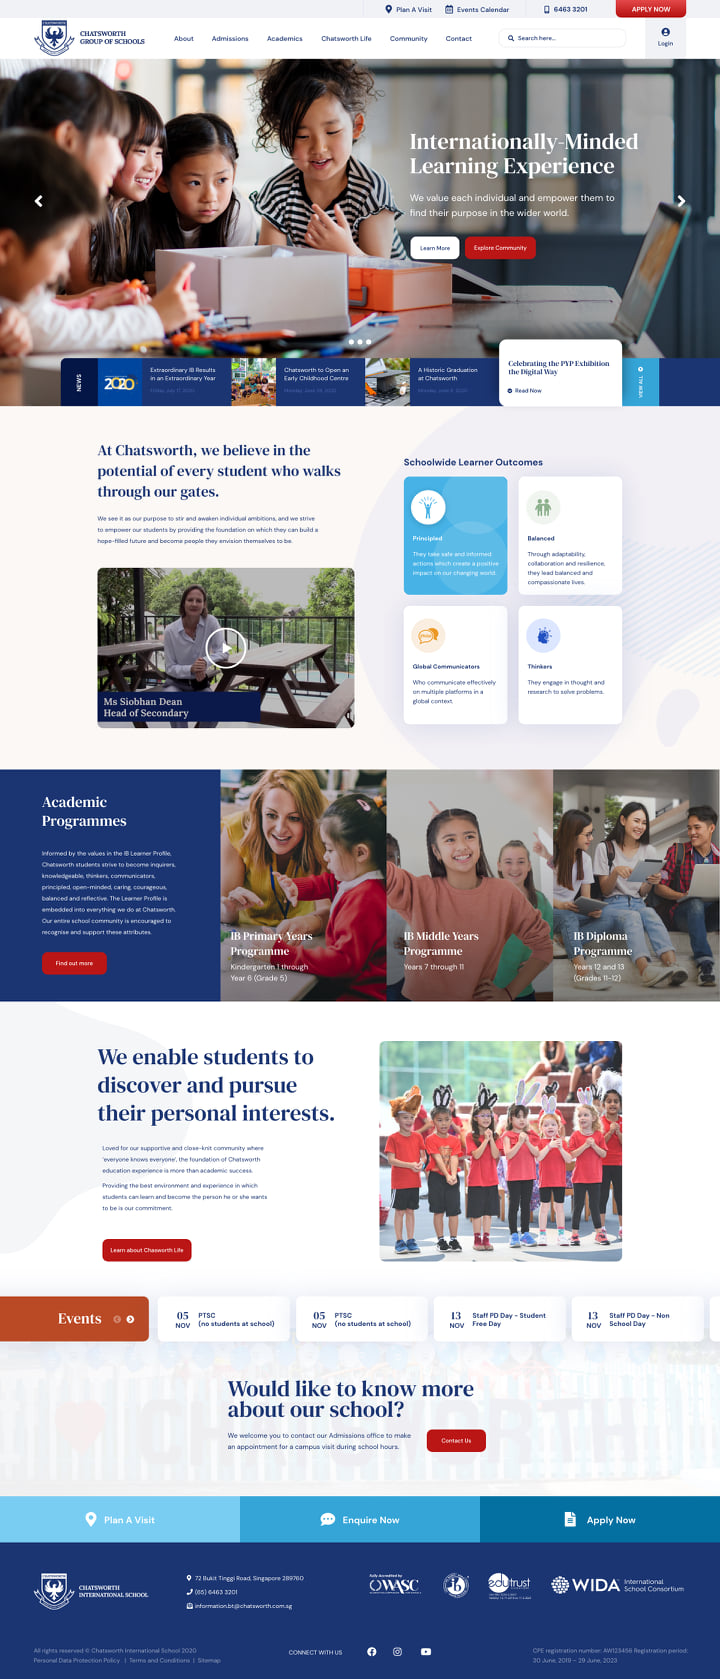 Plan A Visit
Events Calendar
6463 3201
APPLY NOW
CHATSWORTH
GROUP OF SCHOOLS
About
Admissions
Academics
Chatsworth Life
Community
Contact
Search here...
Login
Internationally-Minded
Learning Experience
We value each individual and empower them to
find their purpose in the wider world.
Learn More
Explore Community
NEWS
2020
Extraordinary IB Results
in an Extraordinary Year
Friday, July 17, 2020
Chatsworth to Open an
Early Childhood Centre
A Historic Graduation
at Chatsworth
Celebrating the PYP Exhibition
the Digital Way
Read Now
VIEW ALL
At Chatsworth, we believe in the
potential of every student who walks
through our gates.
We see it as our purpose to stir and awaken individual ambitions, and we strive
to empower our students by providing the foundation on which they can build a
hope-filled future and become people they envision themselves to be.
Ms Siobhan Dean
Head of Secondary
Schoolwide Learner Outcomes
Principled
They take safe and informed
actions which create a positive
impact on our changing world.
Balanced
Through adaptability,
collaboration and resilience,
they lead balanced and
compassionate lives.
Global Communicators
Who communicate effectively
on multiple platforms in a
global context.
Thinkers
They engage in thought and
research to solve problems.
Academic
Programmes
Informed by the values in the IB Learner Profile,
Chatsworth students strive to become inquirers,
knowledgeable, thinkers, communicators,
principled, open-minded, caring, courageous,
balanced and reflective. The Learner Profile is
embedded into everything we do at Chatsworth.
Our entire school community is encouraged to
recognise and support these attributes.
Find out more
IB Primary Years
Programme
Kindergarten 1 through
Year 6 (Grade 5)
IB Middle Years
Programme
Years 7 through 11
IB Diploma
Programme
Years 12 and 13
(Grades 11-12)
We enable students to
discover and pursue
their personal interests.
Loved for our supportive and close-knit community where
'everyone knows everyone', the foundation of Chatsworth
education experience is more than academic success.
Providing the best environment and experience in which
students can learn and become the person he or she wants
to be is our commitment.
Learn about Chasworth Life
Events
05
NOV
PTSC
(no students at school)
05
NOV
PTSC
(no students at school)
13
NOV
Staff PD Day - Student
Free Day
13
NOV
Staff PD Day - Non
School Day
Would like to know more
about our school?
We welcome you to contact our Admissions office to make
an appointment for a campus visit during school hours.
Contact Us
Plan A Visit
Enquire Now
Apply Now
CHATSWORTH
INTERNATIONAL SCHOOL
72 Bukit Tinggi Road, Singapore 289760
(65) 6463 3201
information.bt@chatsworth.com.sg
Fully Accredited by
WASC
edutrust
WIDA
International
School Consortium
All rights reserved © Chatsworth International School 2020
Personal Data Protection Policy | Terms and Conditions | Sitemap
CONNECT WITH US
CPE registration number: AW123456 Registration period:
30 June, 2019 – 29 June, 2023